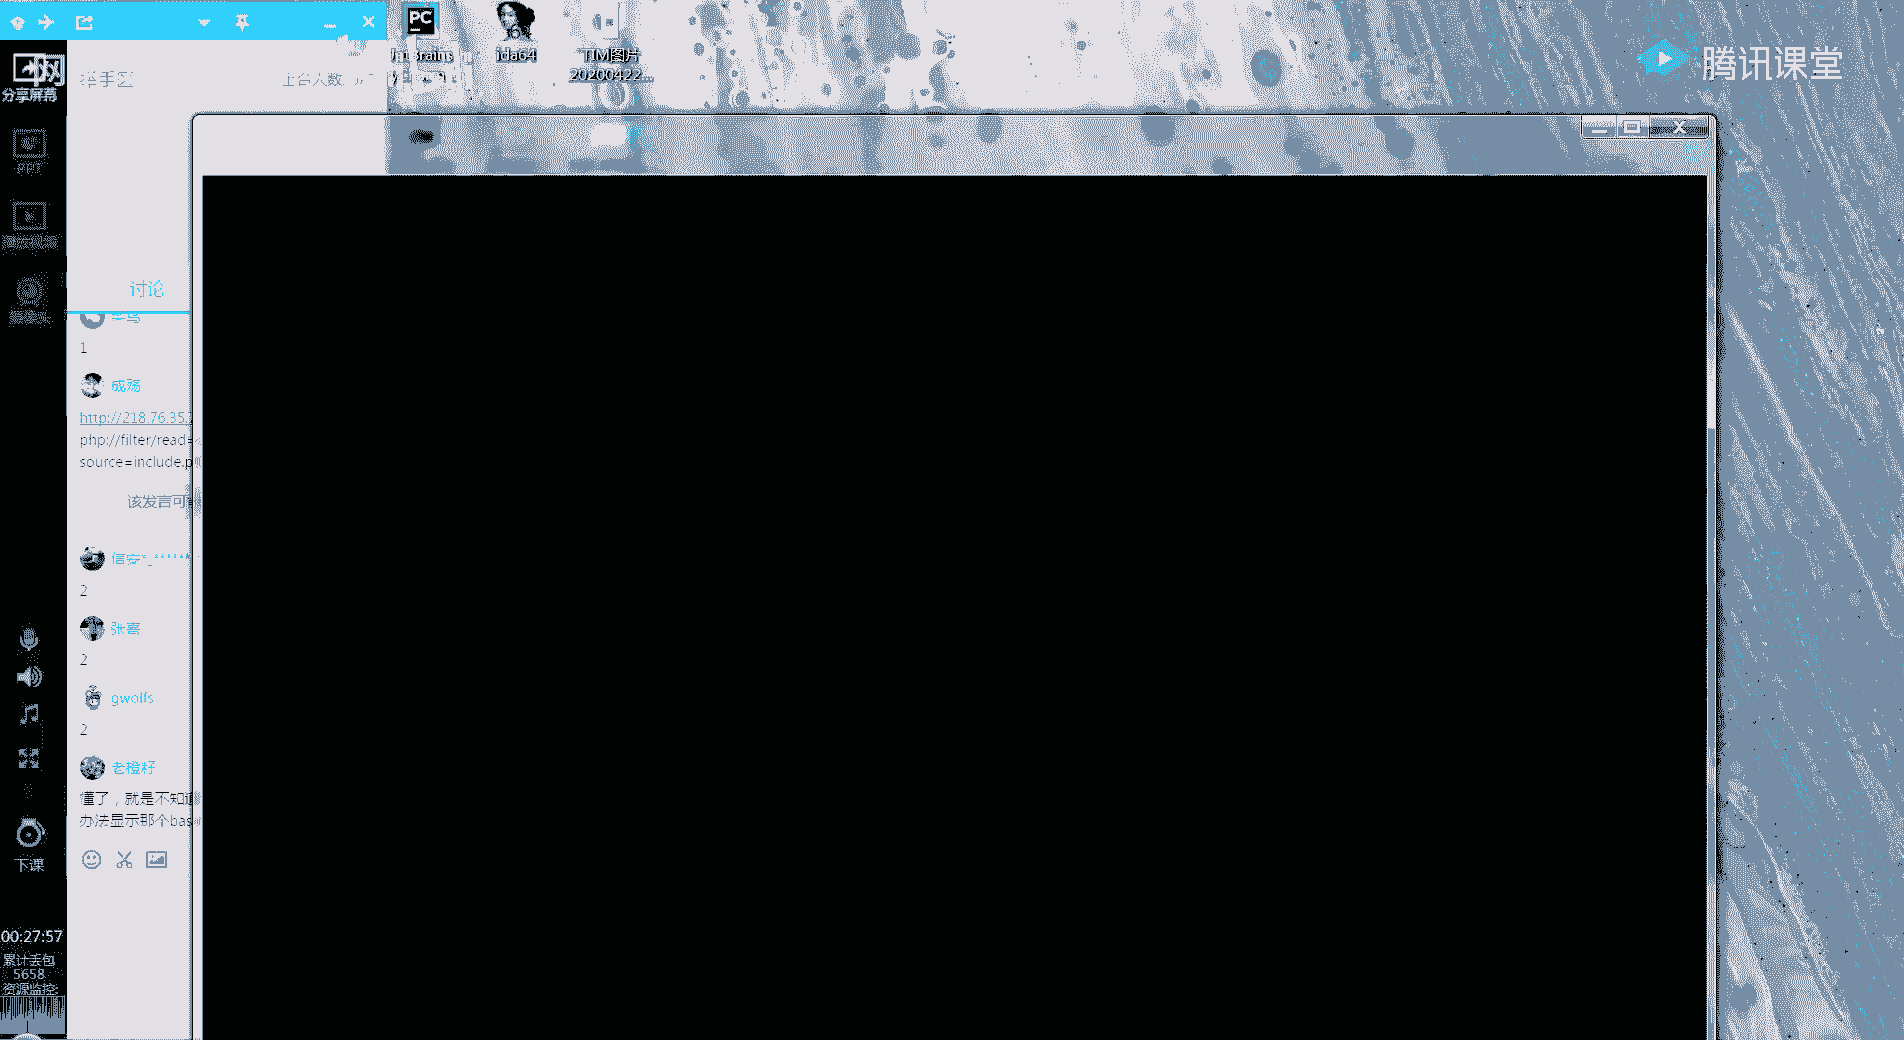 PC
ida64
TIM图片
20200422...
腾讯课堂
分享屏幕
举手区
上台人数
讨论
1
成殇
http://218.76.35.
php://filter/read=
source=include.p
该发言可
信安*_******
2
张熹
2
gwolfs
2
老橙籽
懂了，就是不知道
办法显示那个bas
下课
00:27:57
累计丢包
5658
资源监控: